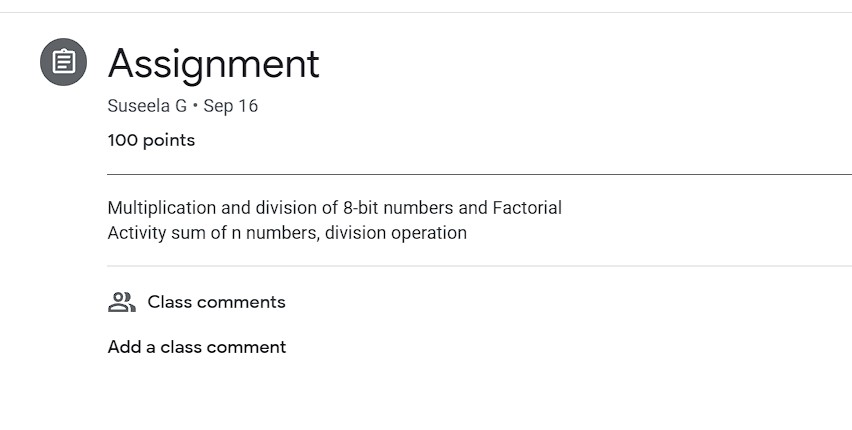 Assignment
Suseela G • Sep 16
100 points
Multiplication and division of 8-bit numbers and Factorial
Activity sum of n numbers, division operation
Class comments
Add a class comment